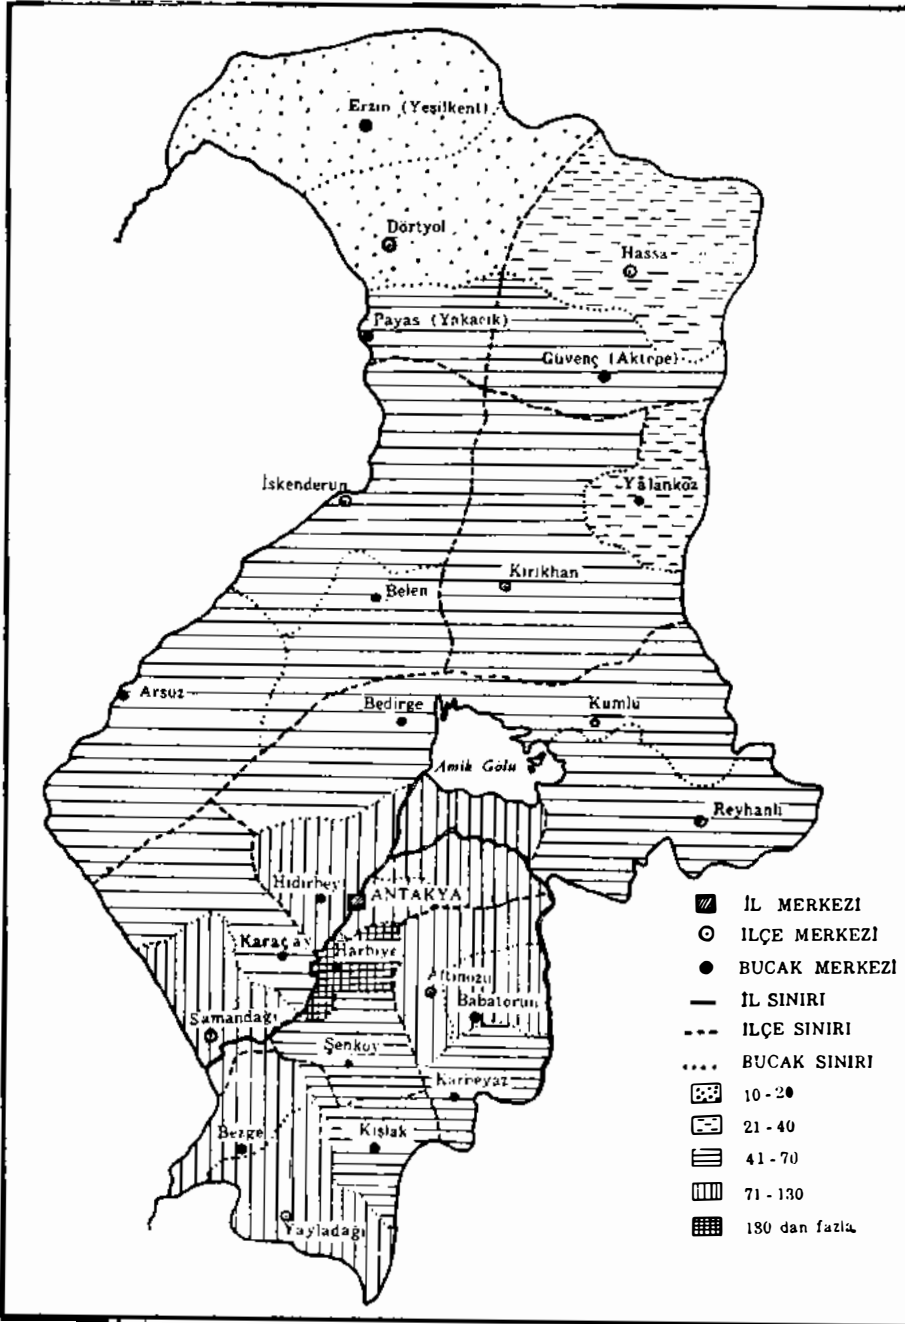 Erzin (Yeşilkent)
Dörtyol
Hassa
Payas (Yakacık)
Güvenç (Aktepe)
İskenderun
Yalankoz
Kırıkhan
Belen
Arsuz
Bedirge
Kumlu
Amik Gölü
Reyhanlı
Hıdırbey
ANTAKYA
Karaçay
Harbiye
Altınözü
Babatorun
Samandağı
Şenköy
Karbeyaz
Bezge
Kışlak
Yayladağı
İL MERKEZİ
İLÇE MERKEZİ
BUCAK MERKEZİ
İL SINIRI
İLÇE SINIRI
BUCAK SINIRI
10 - 20
21 - 40
41 - 70
71 - 130
130 dan fazla